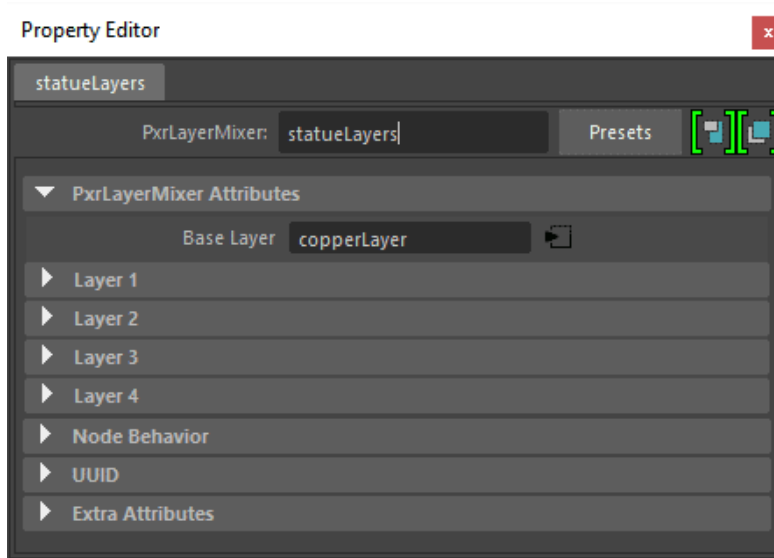 Property Editor
x
statueLayers
PxrLayerMixer: statueLayers Presets
PxrLayerMixer Attributes
Base Layer copperLayer
Layer 1
Layer 2
Layer 3
Layer 4
Node Behavior
UUID
Extra Attributes